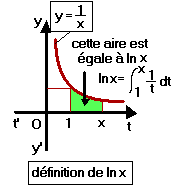 y = 1/x
y
cette aire est
égale à ln x
ln x = ∫₁ˣ 1/t dt
t' O 1 x t
y'
définition de ln x